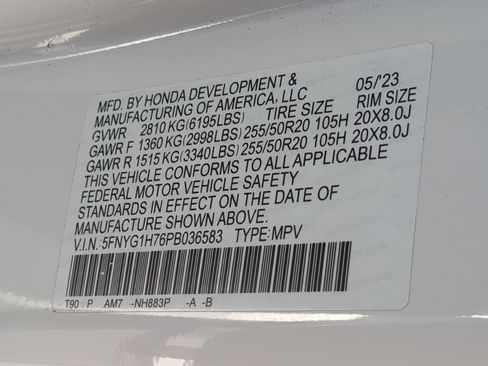 MFD. BY HONDA DEVELOPMENT & 05/'23
MANUFACTURING OF AMERICA, LLC
GVWR 2810 KG(6195LBS) TIRE SIZE RIM SIZE
GAWR F 1360 KG(2998LBS) 255/50R20 105H 20X8.0J
GAWR R 1515 KG(3340LBS) 255/50R20 105H 20X8.0J
THIS VEHICLE CONFORMS TO ALL APPLICABLE
FEDERAL MOTOR VEHICLE SAFETY
STANDARDS IN EFFECT ON THE DATE OF
MANUFACTURE SHOWN ABOVE.
V.I.N.: 5FNYG1H76PB036583 TYPE: MPV
T90 P AM7 -NH883P -A -B